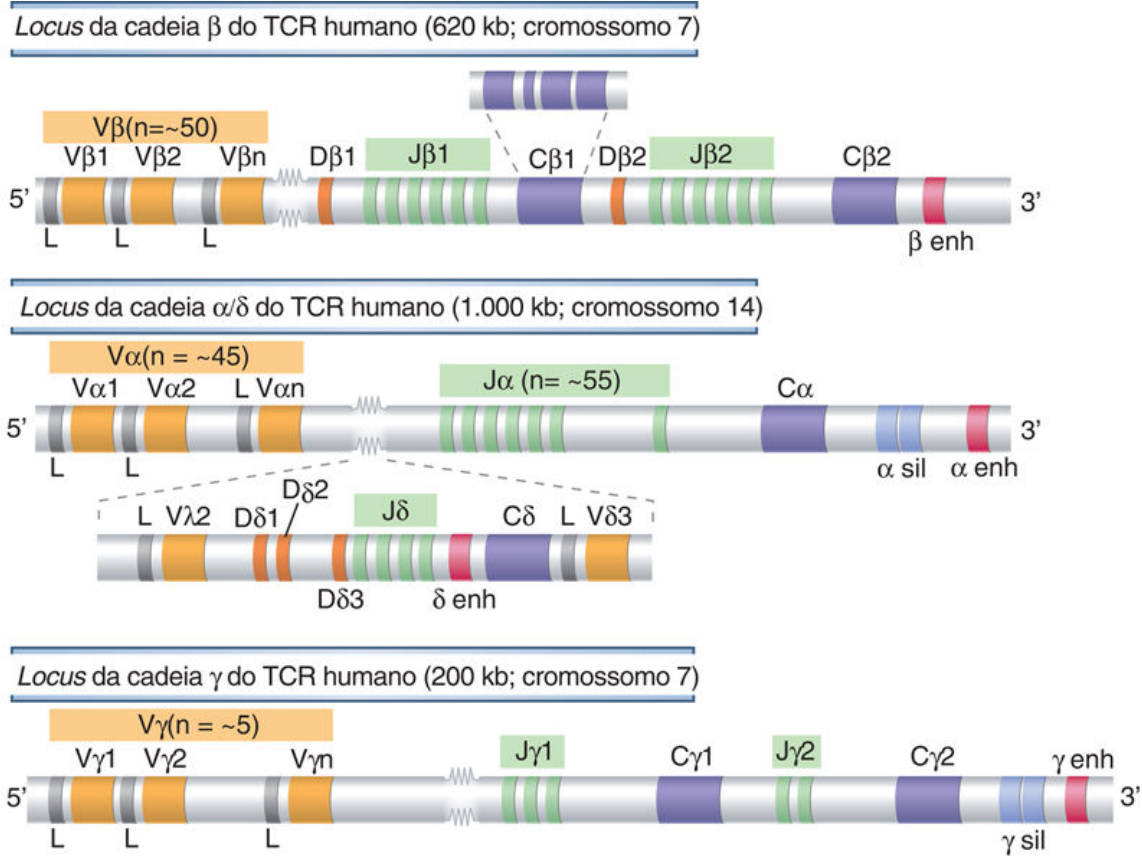 Locus da cadeia β do TCR humano (620 kb; cromossomo 7)
Vβ(n=~50)
Vβ1 Vβ2 Vβn Dβ1 Jβ1 Cβ1 Dβ2 Jβ2 Cβ2
5’ 3’
L L L β enh
Locus da cadeia α/δ do TCR humano (1.000 kb; cromossomo 14)
Vα(n = ~45) Jα (n= ~55)
Vα1 Vα2 L Vαn Cα
5’ 3’
L L α sil α enh
L Vλ2 Dδ1 Dδ2 Jδ Cδ L Vδ3
Dδ3 δ enh
Locus da cadeia γ do TCR humano (200 kb; cromossomo 7)
Vγ(n = ~5)
Vγ1 Vγ2 Vγn Jγ1 Cγ1 Jγ2 Cγ2 γ enh
5’ 3’
L L L γ sil